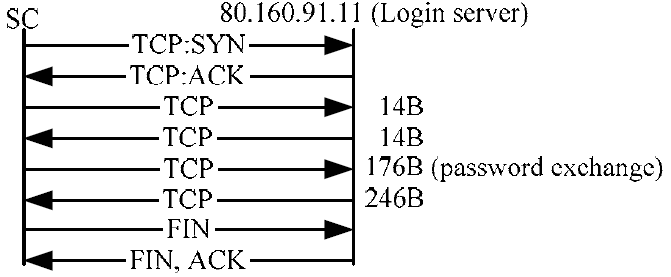 SC 80.160.91.11 (Login server)
TCP:SYN
TCP:ACK
TCP 14B
TCP 14B
TCP 176B (password exchange)
TCP 246B
FIN
FIN, ACK